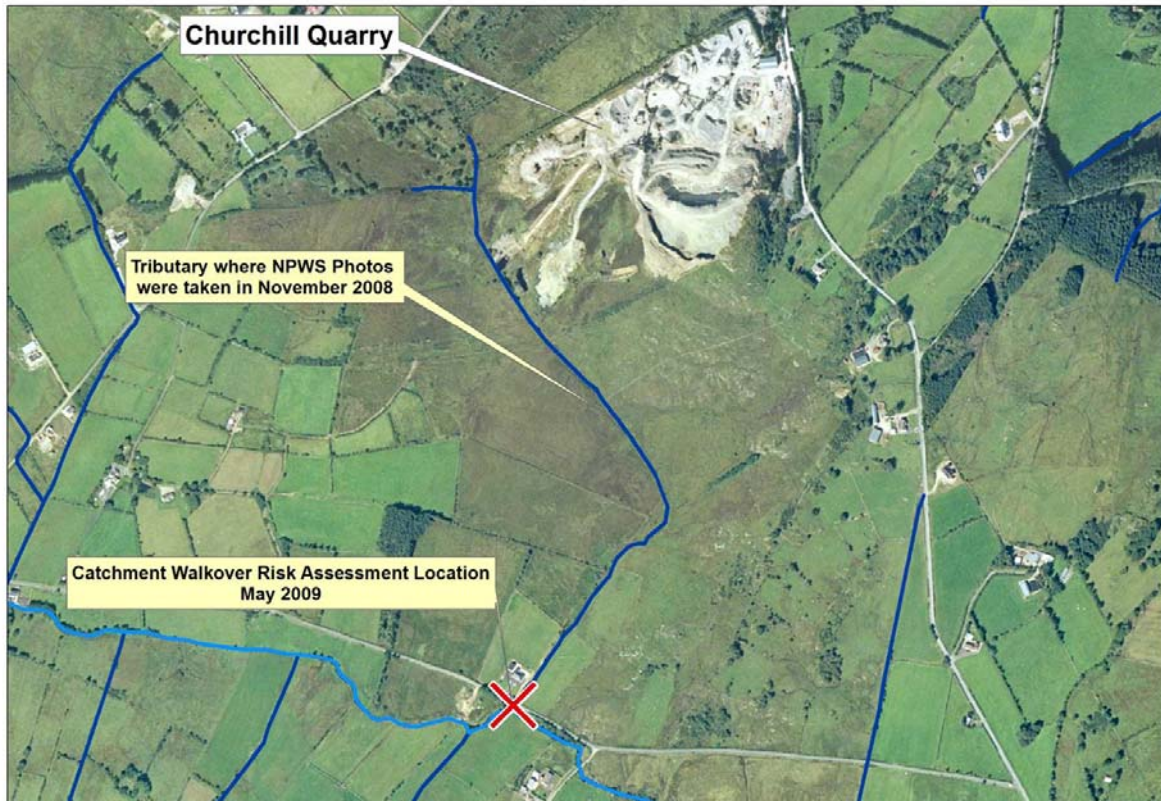 Churchill Quarry
Tributary where NPWS Photos
were taken in November 2008
Catchment Walkover Risk Assessment Location
May 2009